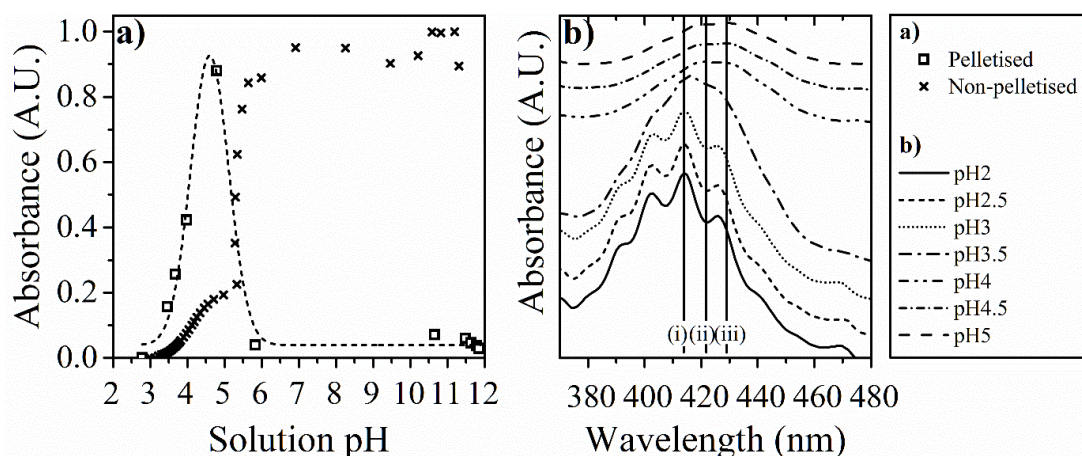 a)
Absorbance (A.U.)
1.0
0.8
0.6
0.4
0.2
0.0
2 3 4 5 6 7 8 9 10 11 12
Solution pH
b)
Absorbance (A.U.)
(i) (ii) (iii)
380 400 420 440 460 480
Wavelength (nm)
a)
Pelletised
Non-pelletised
b)
pH2
pH2.5
pH3
pH3.5
pH4
pH4.5
pH5